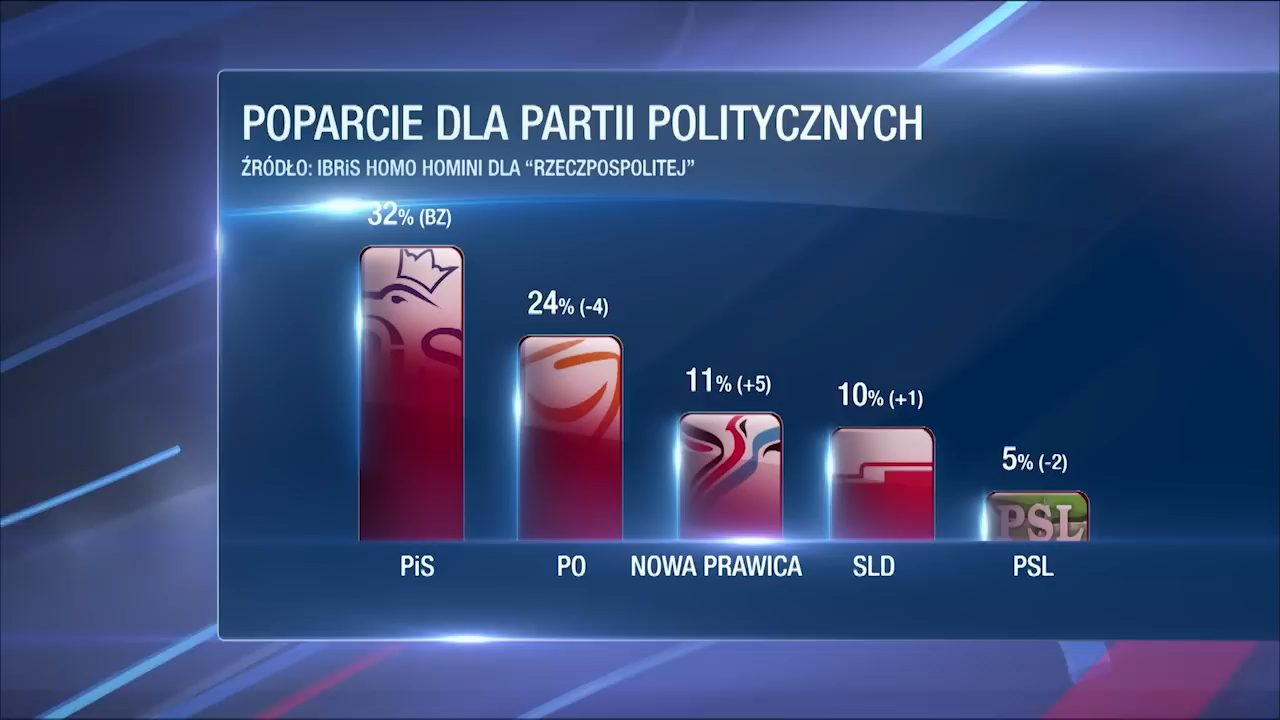 POPARCIE DLA PARTII POLITYCZNYCH
ŹRÓDŁO: IBRiS HOMO HOMINI DLA “RZECZPOSPOLITEJ”
32% (BZ)
24% (-4)
11% (+5)
10% (+1)
5% (-2)
PiS
PSL
PiS PO NOWA PRAWICA SLD PSL